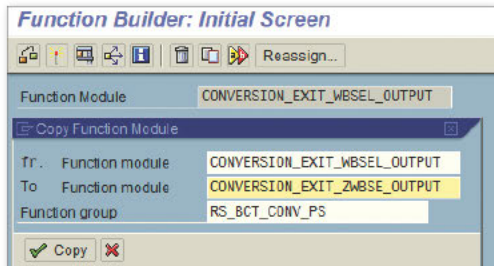 Function Builder: Initial Screen
Reassign...
Function Module CONVERSION_EXIT_WBSEL_OUTPUT
Copy Function Module
fr. Function module CONVERSION_EXIT_WBSEL_OUTPUT
To Function module CONVERSION_EXIT_ZWBSE_OUTPUT
Function group RS_BCT_CONV_PS
Copy